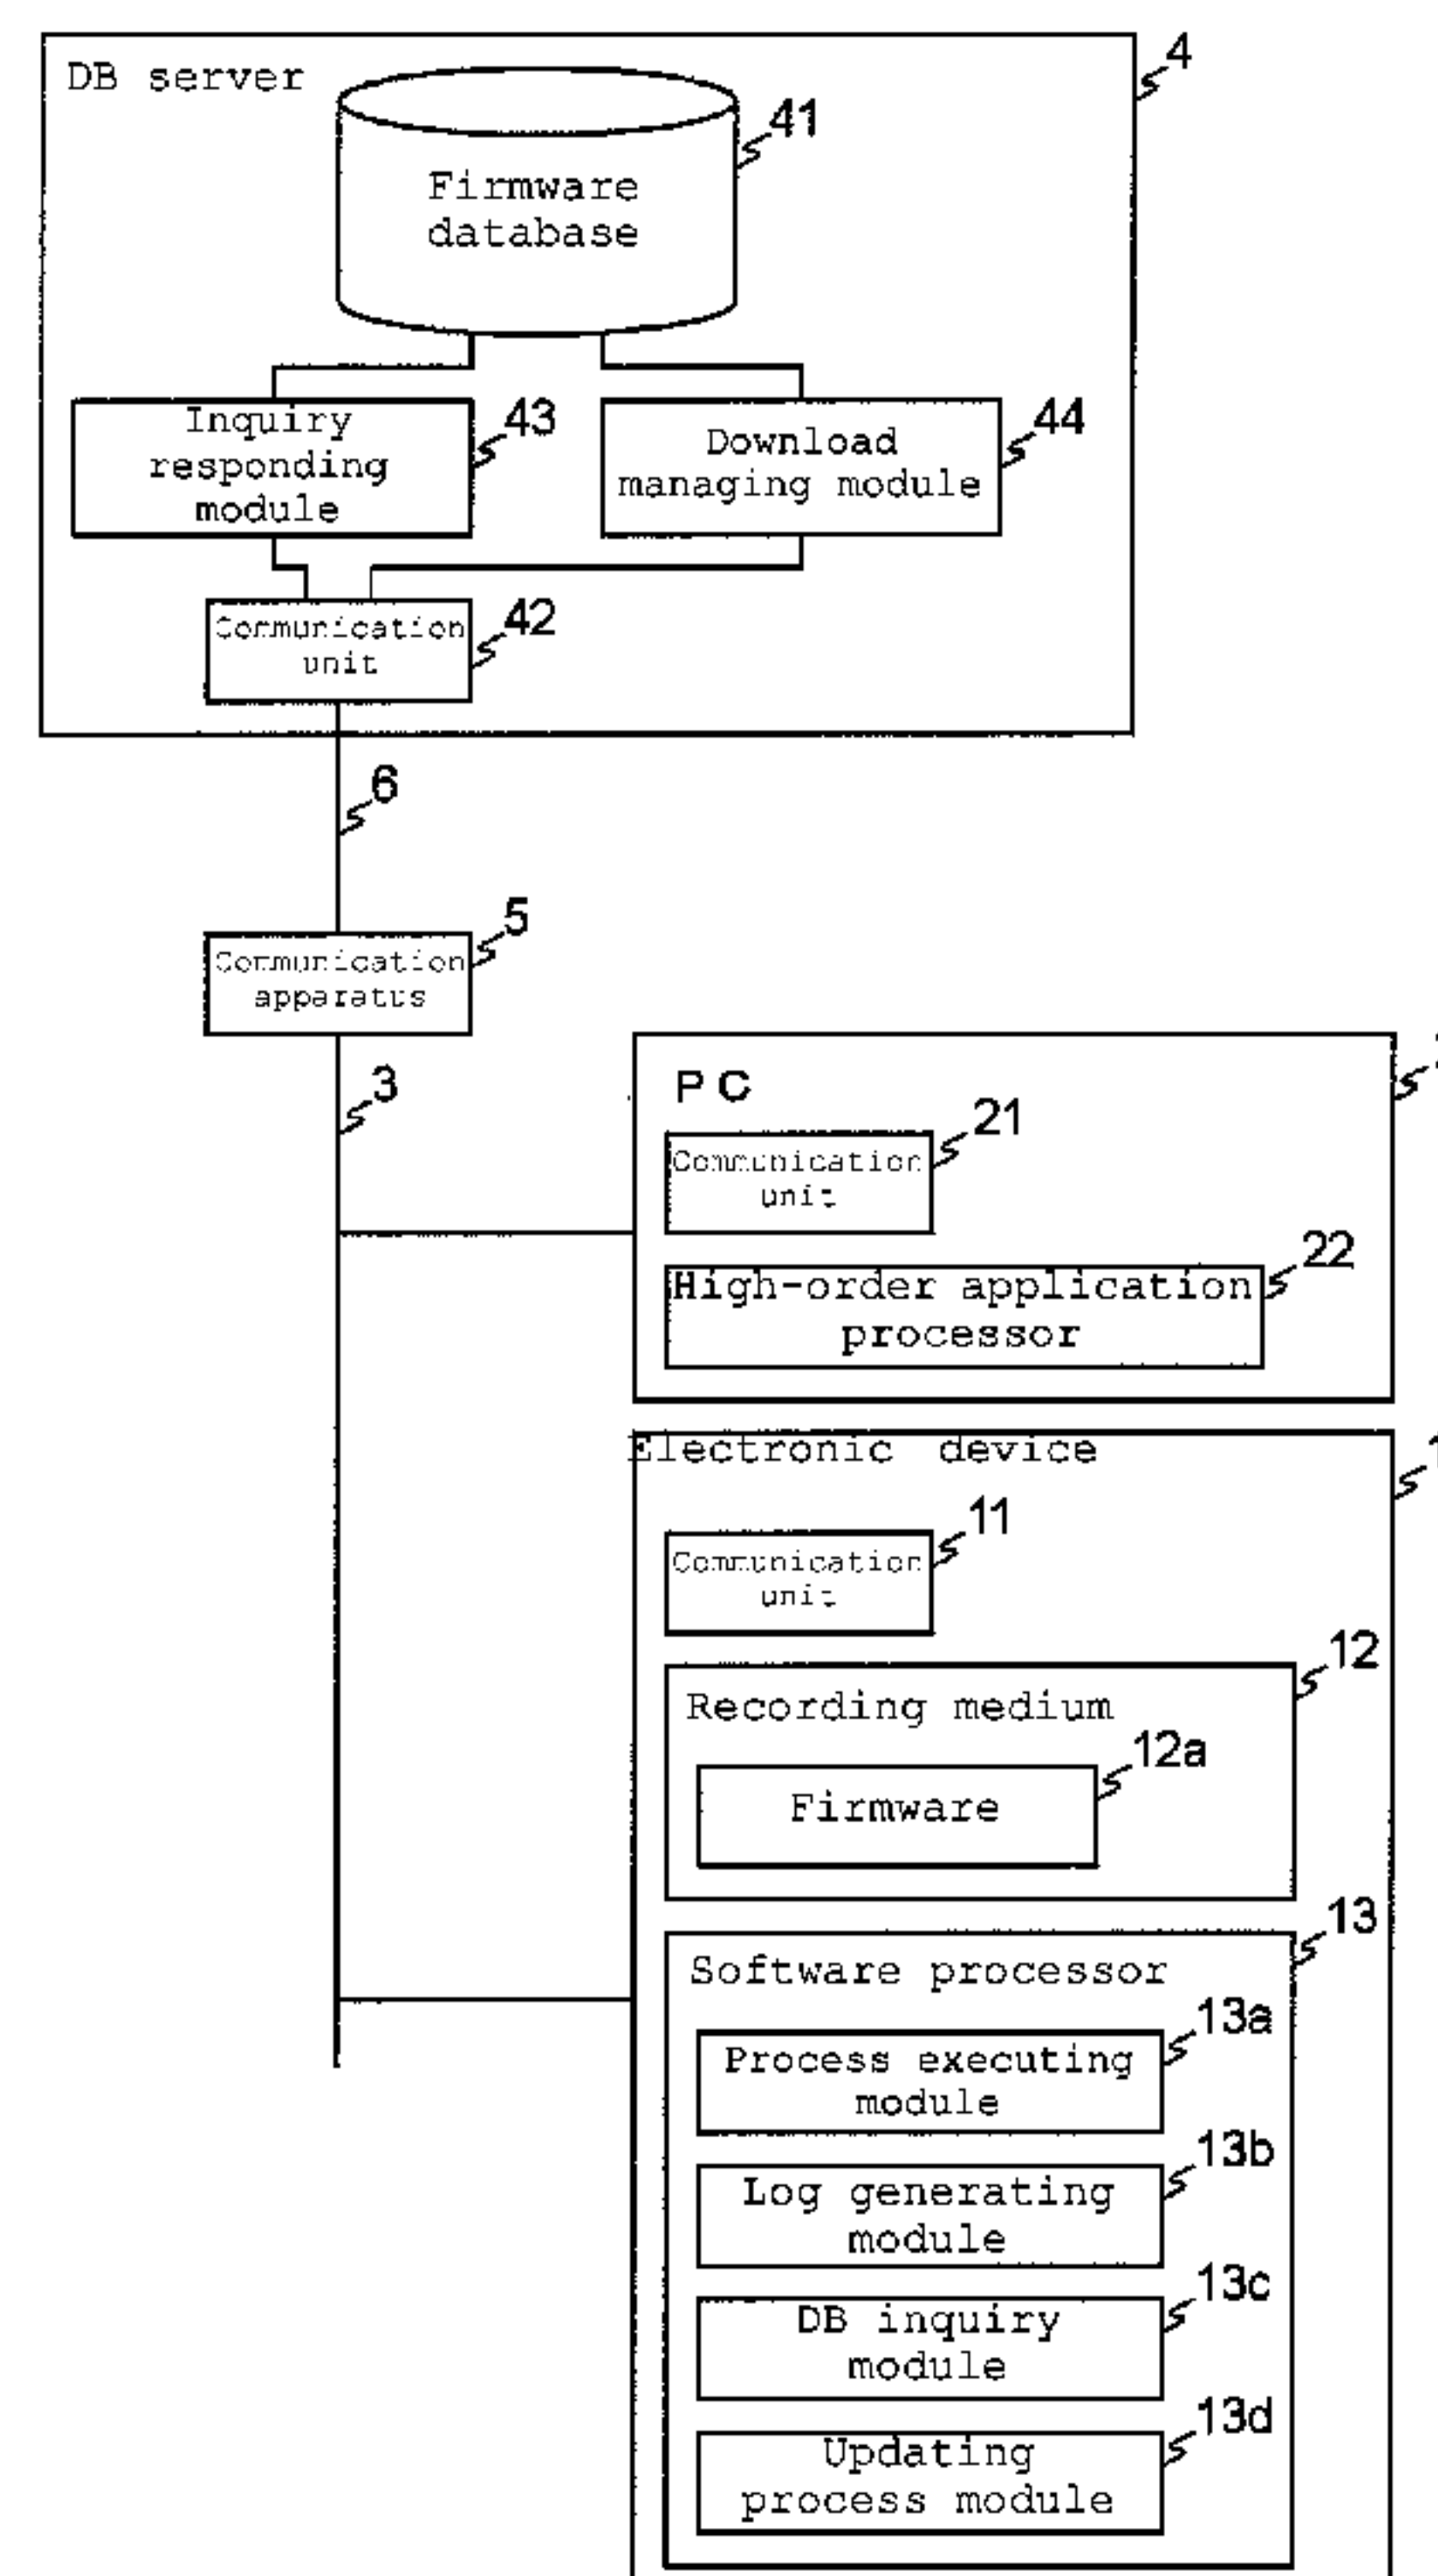 DB server
4
41
Firmware
database
Inquiry
responding
module
43
Download
managing module
44
Communication
unit
42
6
5
Communication
apparatus
3
PC
21
Communication
unit
22
High-order application
processor
Electronic device
1
11
Communication
unit
12
Recording medium
12a
Firmware
13
Software processor
13a
Process executing
module
13b
Log generating
module
13c
DB inquiry
module
13d
Updating
process module